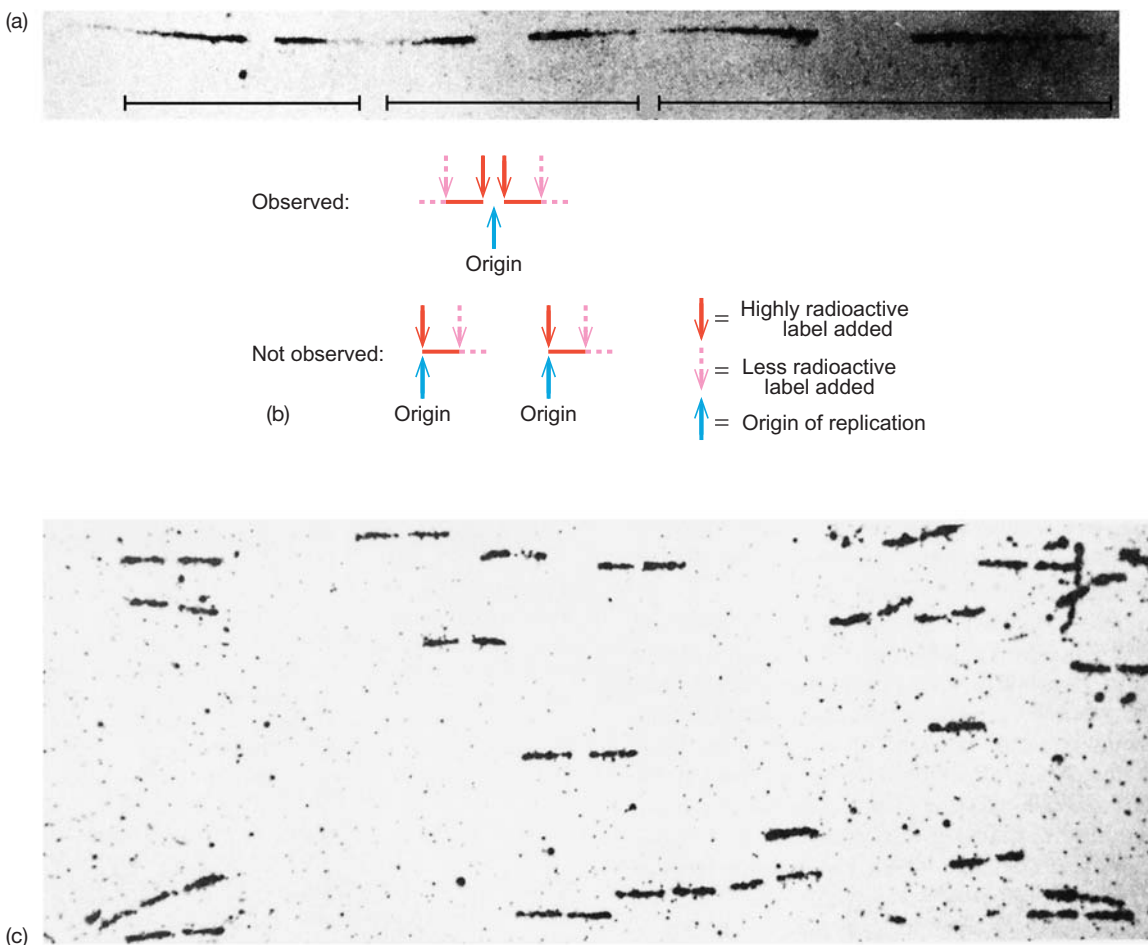 (a)
Observed:
Origin
Not observed:
Origin
Origin
(b)
= Highly radioactive
label added
= Less radioactive
label added
= Origin of replication
(c)